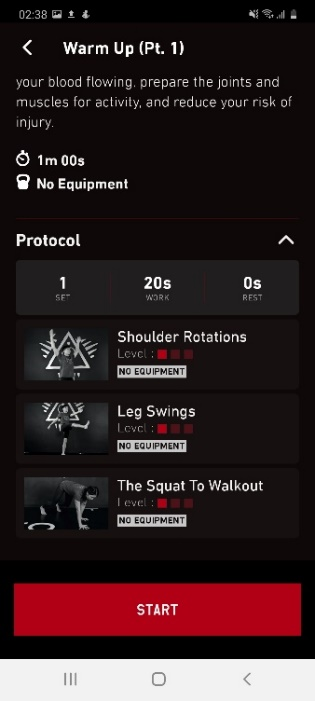 02:38
Warm Up (Pt. 1)
your blood flowing, prepare the joints and
muscles for activity, and reduce your risk of
injury.
1m 00s
No Equipment
Protocol
1 20s 0s
SET WORK REST
Shoulder Rotations
Level :
NO EQUIPMENT
Leg Swings
Level :
NO EQUIPMENT
The Squat To Walkout
Level :
NO EQUIPMENT
START